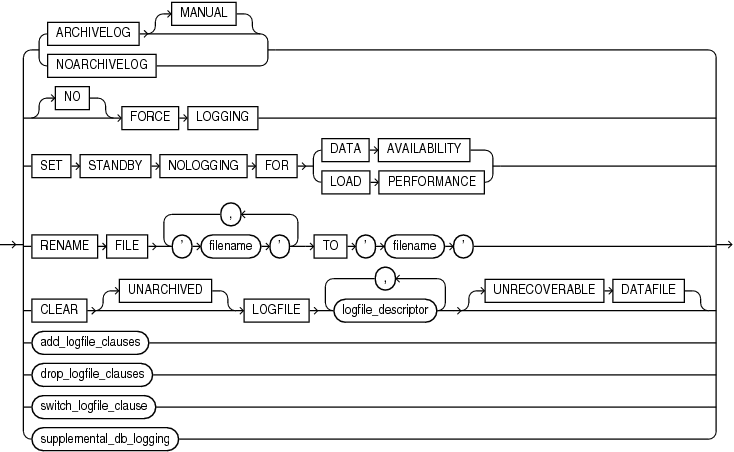 ARCHIVELOG MANUAL
NOARCHIVELOG
NO FORCE LOGGING
SET STANDBY NOLOGGING FOR DATA AVAILABILITY
LOAD PERFORMANCE
,
RENAME FILE ' filename ' TO ' filename '
,
CLEAR UNARCHIVED LOGFILE logfile_descriptor UNRECOVERABLE DATAFILE
add_logfile_clauses
drop_logfile_clauses
switch_logfile_clause
supplemental_db_logging